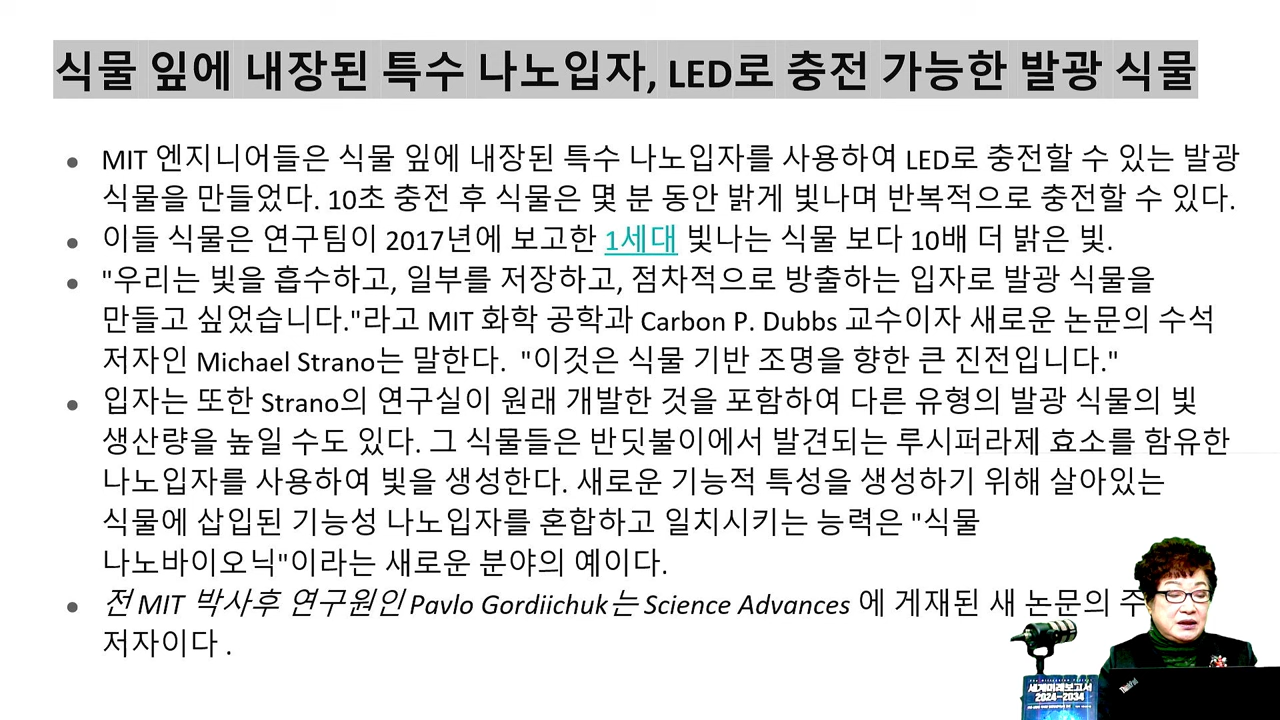 식물 잎에 내장된 특수 나노입자, LED로 충전 가능한 발광 식물
● MIT 엔지니어들은 식물 잎에 내장된 특수 나노입자를 사용하여 LED로 충전할 수 있는 발광
식물을 만들었다. 10초 충전 후 식물은 몇 분 동안 밝게 빛나며 반복적으로 충전할 수 있다.
● 이들 식물은 연구팀이 2017년에 보고한 1세대 빛나는 식물 보다 10배 더 밝은 빛.
● "우리는 빛을 흡수하고, 일부를 저장하고, 점차적으로 방출하는 입자로 발광 식물을
만들고 싶었습니다."라고 MIT 화학 공학과 Carbon P. Dubbs 교수이자 새로운 논문의 수석
저자인 Michael Strano는 말한다. "이것은 식물 기반 조명을 향한 큰 진전입니다."
● 입자는 또한 Strano의 연구실이 원래 개발한 것을 포함하여 다른 유형의 발광 식물의 빛
생산량을 높일 수도 있다. 그 식물들은 반딧불이에서 발견되는 루시퍼라제 효소를 함유한
나노입자를 사용하여 빛을 생성한다. 새로운 기능적 특성을 생성하기 위해 살아있는
식물에 삽입된 기능성 나노입자를 혼합하고 일치시키는 능력은 "식물
나노바이오닉"이라는 새로운 분야의 예이다.
● 전 MIT 박사후 연구원인 Pavlo Gordiichuk는 Science Advances 에 게재된 새 논문의 주
저자이다 .
세계미래보고서
2024-2034
ThinkPad